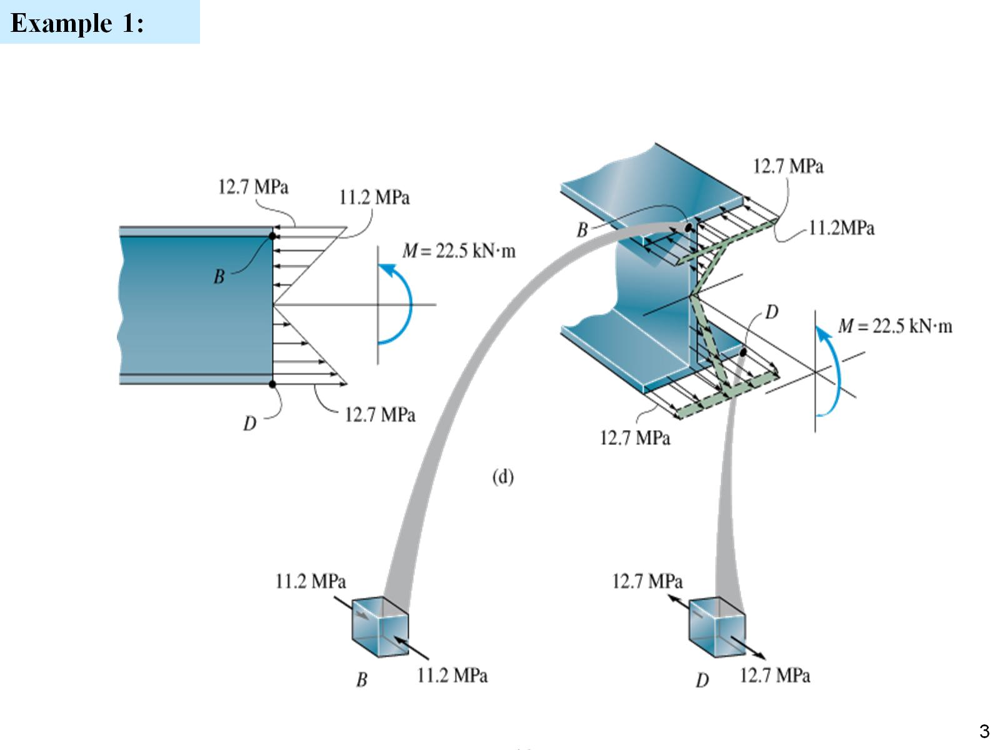 Example 1:
12.7 MPa
11.2 MPa
M = 22.5 kN·m
B
D
12.7 MPa
12.7 MPa
11.2MPa
B
D
M = 22.5 kN·m
12.7 MPa
(d)
11.2 MPa
11.2 MPa
B
12.7 MPa
12.7 MPa
D
3